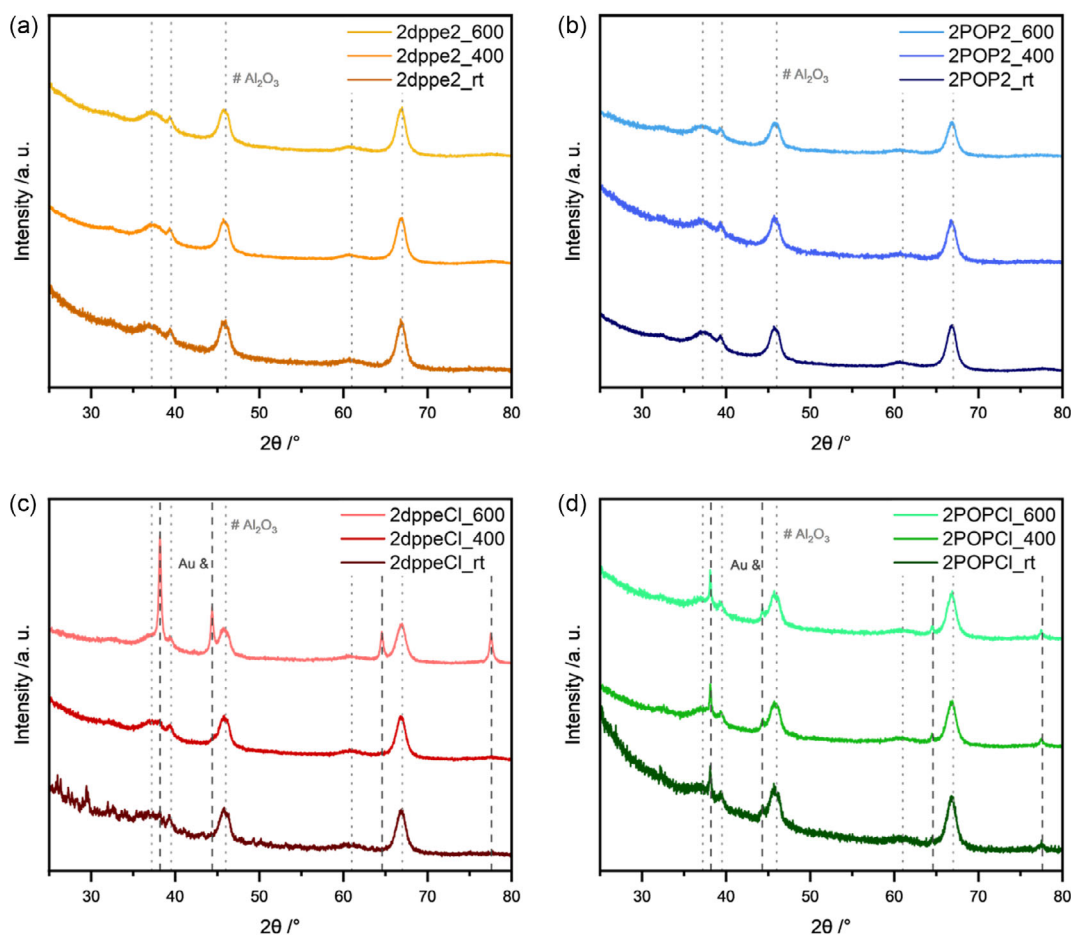 (a)
2dppe2_600
2dppe2_400
2dppe2_rt
# Al₂O₃
Intensity /a. u.
30 40 50 60 70 80
2θ /°
(b)
2POP2_600
2POP2_400
2POP2_rt
# Al₂O₃
Intensity /a. u.
30 40 50 60 70 80
2θ /°
(c)
2dppeCl_600
2dppeCl_400
2dppeCl_rt
# Al₂O₃
Au &
Intensity /a. u.
30 40 50 60 70 80
2θ /°
(d)
2POPCl_600
2POPCl_400
2POPCl_rt
# Al₂O₃
Au &
Intensity /a. u.
30 40 50 60 70 80
2θ /°